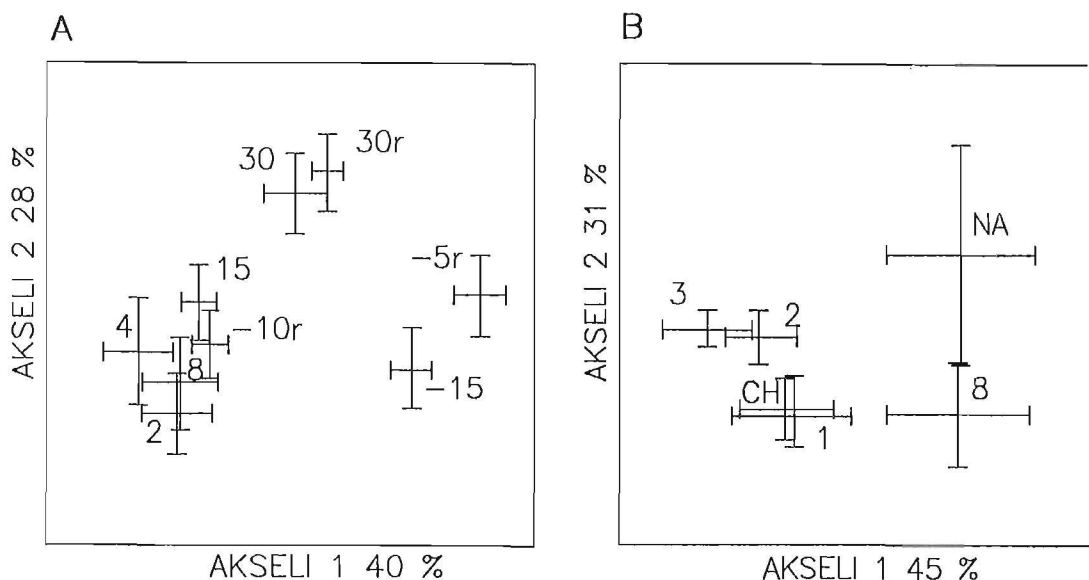 A
AKSELI 2 28 %
30
30r
-5r
15
4
-10r
8
-15
2
AKSELI 1 40 %
B
AKSELI 2 31 %
NA
3
2
CH
8
1
AKSELI 1 45 %